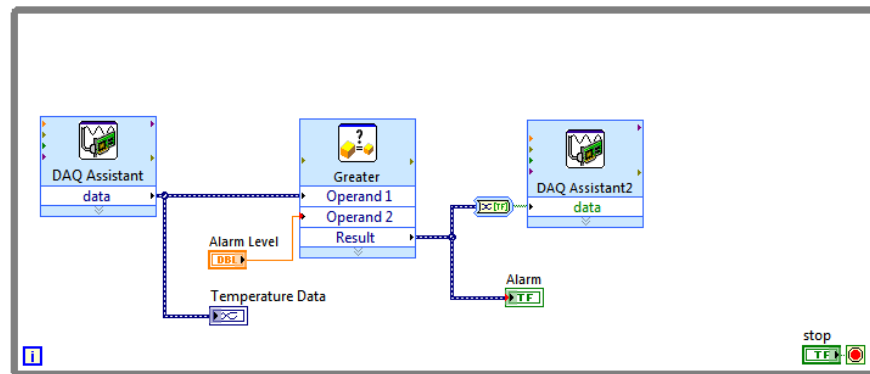 DAQ Assistant
data
?
!=
Greater
Operand 1
Operand 2
Result
DAQ Assistant2
data
[TF]
Alarm Level
DBL
Temperature Data
Alarm
TF
i
stop
TF